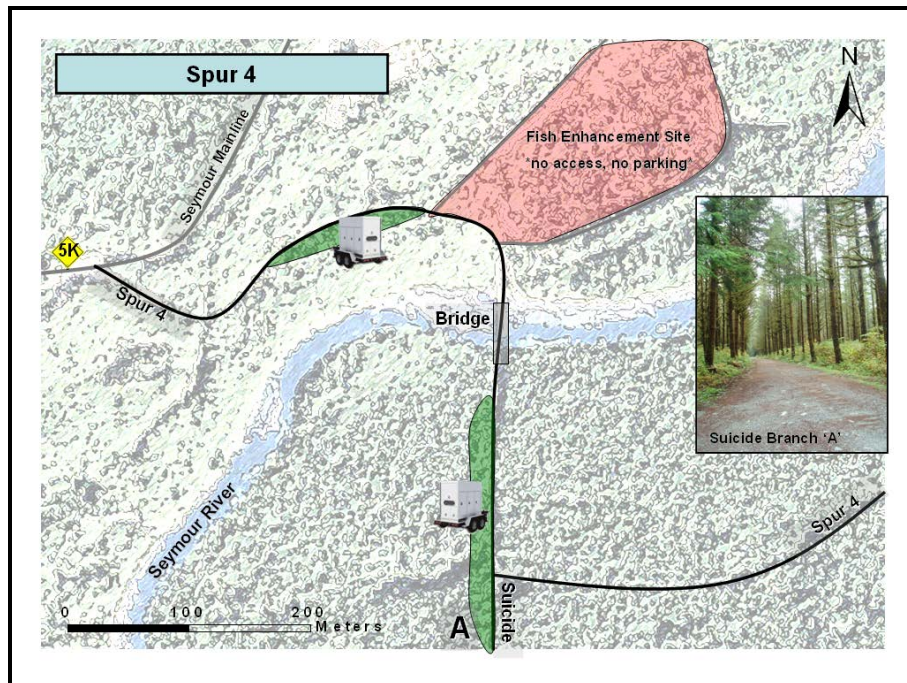 Spur 4
N
Seymour Mainline
Fish Enhancement Site
*no access, no parking*
5K
Spur 4
Bridge
Suicide Branch ‘A’
Seymour River
Spur 4
Suicide
A
0 100 200
Meters